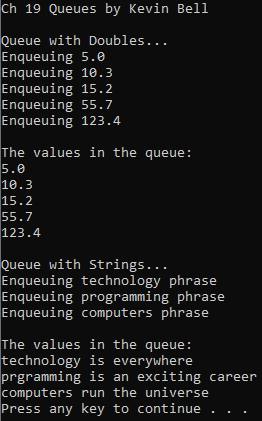 Ch 19 Queues by Kevin Bell
Queue with Doubles...
Enqueuing 5.0
Enqueuing 10.3
Enqueuing 15.2
Enqueuing 55.7
Enqueuing 123.4
The values in the queue:
5.0
10.3
15.2
55.7
123.4
Queue with Strings...
Enqueuing technology phrase
Enqueuing programming phrase
Enqueuing computers phrase
The values in the queue:
technology is everywhere
prgramming is an exciting career
computers run the universe
Press any key to continue . . .